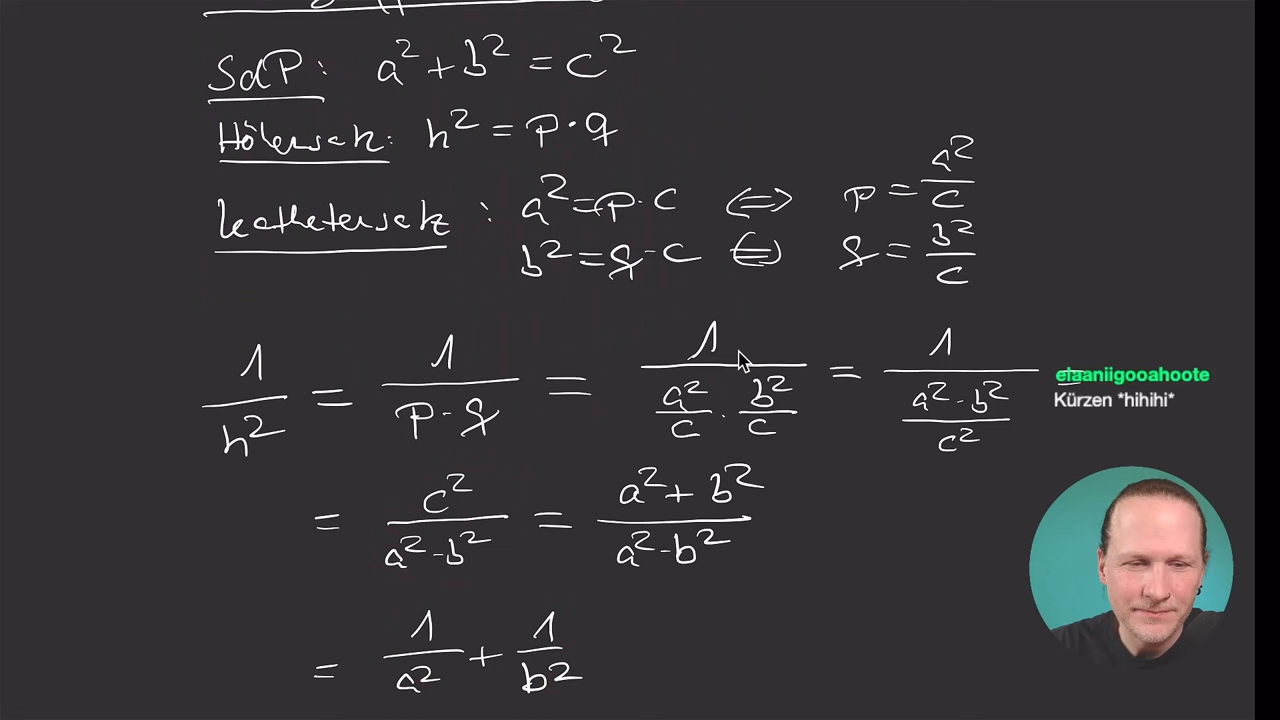 SdP: a² + b² = c²
Höhensatz: h² = p · q
Kathetensatz: a² = p · c ⇔ p = a²/c
b² = q · c ⇔ q = b²/c
1/h² = 1/(p · q) = 1/(a²/c · b²/c) = 1/((a² · b²)/c²) =
elaaniigooahoote
Kürzen *hihihi*
= c²/(a² · b²) = (a² + b²)/(a² · b²)
= 1/a² + 1/b²